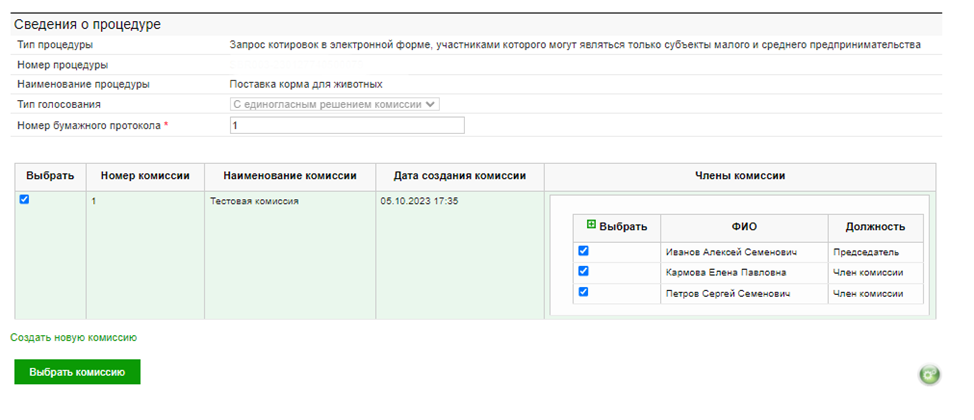 Сведения о процедуре
Тип процедуры Запрос котировок в электронной форме, участниками которого могут являться только субъекты малого и среднего предпринимательства
Номер процедуры
Наименование процедуры Поставка корма для животных
Тип голосования С единогласным решением комиссии
Номер бумажного протокола * 1
Выбрать Номер комиссии Наименование комиссии Дата создания комиссии Члены комиссии
1 Тестовая комиссия 05.10.2023 17:35
Выбрать ФИО Должность
Иванов Алексей Семенович Председатель
Кармова Елена Павловна Член комиссии
Петров Сергей Семенович Член комиссии
Создать новую комиссию
Выбрать комиссию